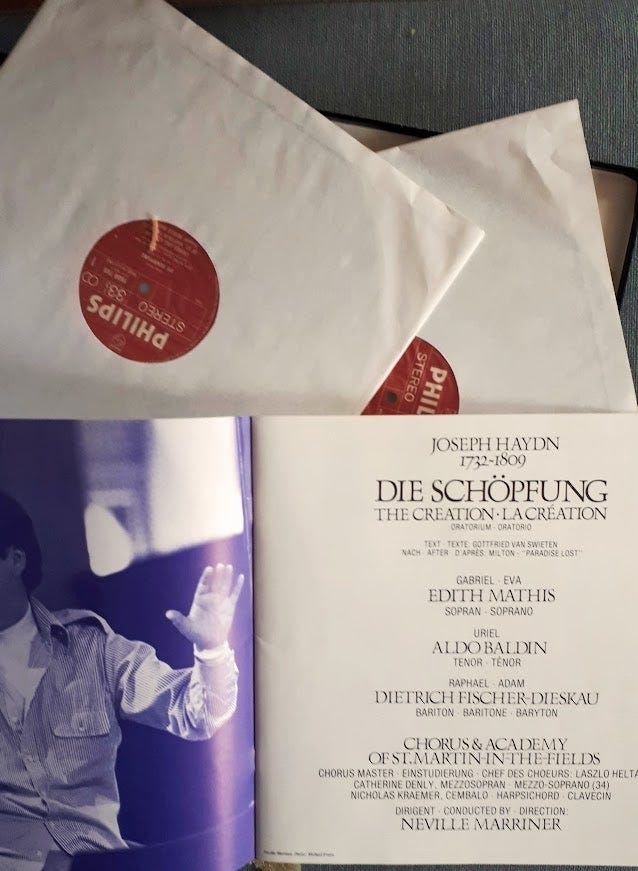 PHILIPS
STEREO
33
1
PHILIPS
STEREO
JOSEPH HAYDN
1732-1809
DIE SCHÖPFUNG
THE CREATION · LA CRÉATION
ORATORIUM · ORATORIO
TEXT · TEXTE: GOTTFRIED VAN SWIETEN
NACH · AFTER · D'APRÈS: MILTON · "PARADISE LOST"
GABRIEL · EVA
EDITH MATHIS
SOPRAN · SOPRANO
URIEL
ALDO BALDIN
TENOR · TÉNOR
RAPHAEL · ADAM
DIETRICH FISCHER-DIESKAU
BARITON · BARITONE · BARYTON
CHORUS & ACADEMY
OF ST. MARTIN-IN-THE-FIELDS
CHORUS MASTER · EINSTUDIERUNG · CHEF DES CHOEURS: LASZLO HELTA
CATHERINE DENLY, MEZZOSOPRAN · MEZZO-SOPRANO (34)
NICHOLAS KRAEMER, CEMBALO · HARPSICHORD · CLAVECIN
DIRIGENT · CONDUCTED BY · DIRECTION:
NEVILLE MARRINER